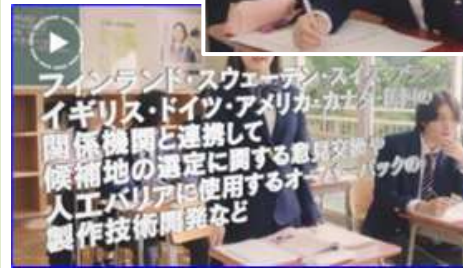 フィンランド・スウェーデン・スイス・フランス
イギリス・ドイツ・アメリカ・カナダ・
関係機関と連携して
候補地の選定に関する意見交換や
人工バリアに使用するオーバーパックの
製作技術開発など